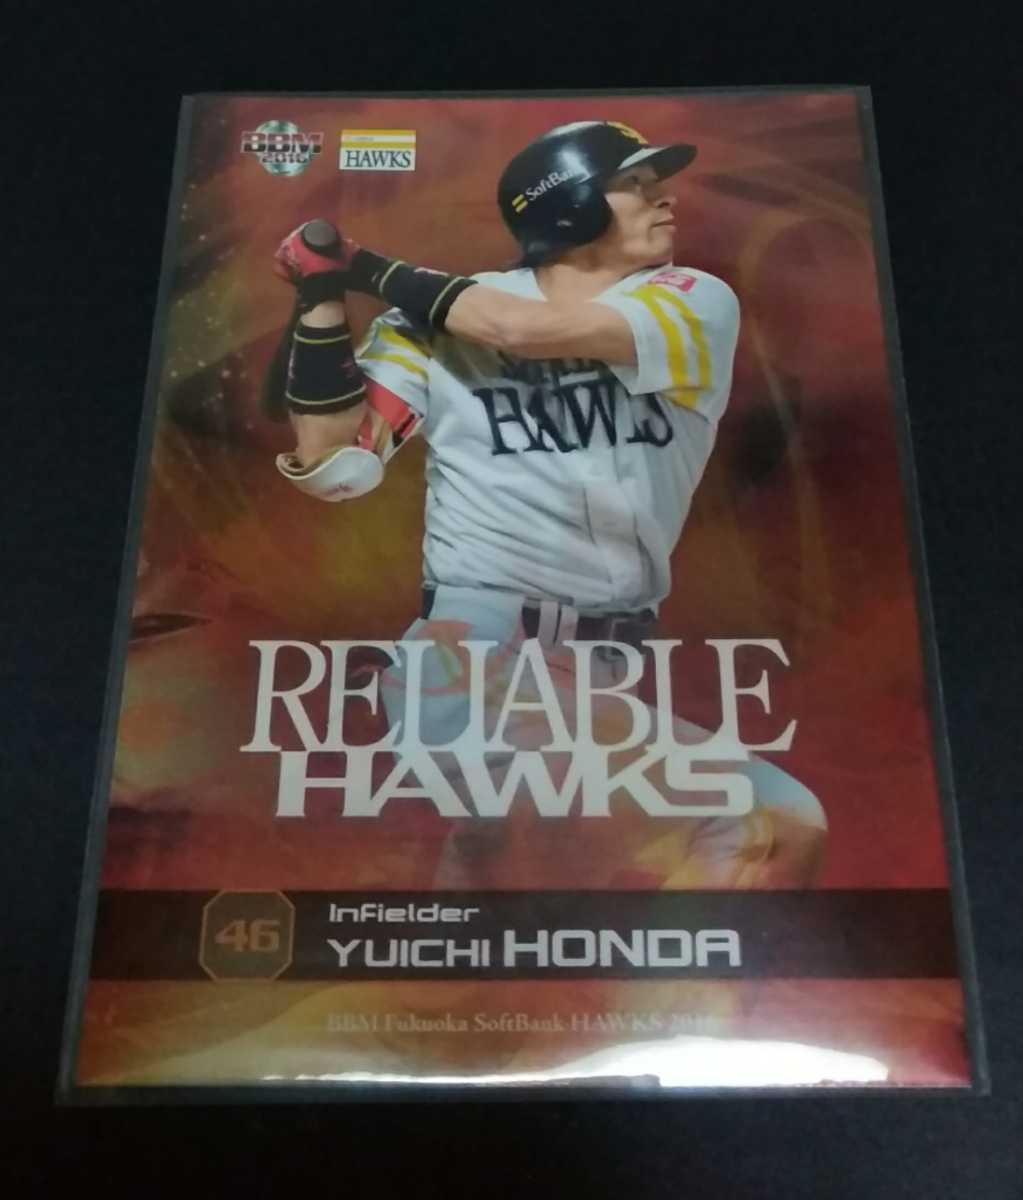 BBM
2016
HAWKS
SoftBank
HAWKS
RELIABLE
HAWKS
46
Infielder
YUICHI HONDA
BBM Fukuoka SoftBank HAWKS 2016